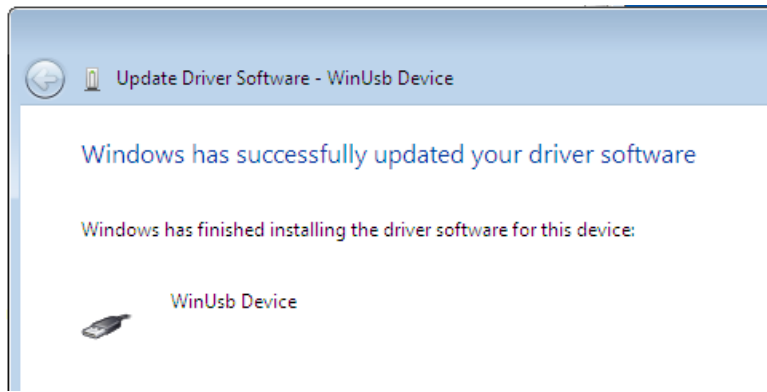 Update Driver Software - WinUsb Device
Windows has successfully updated your driver software
Windows has finished installing the driver software for this device:
WinUsb Device